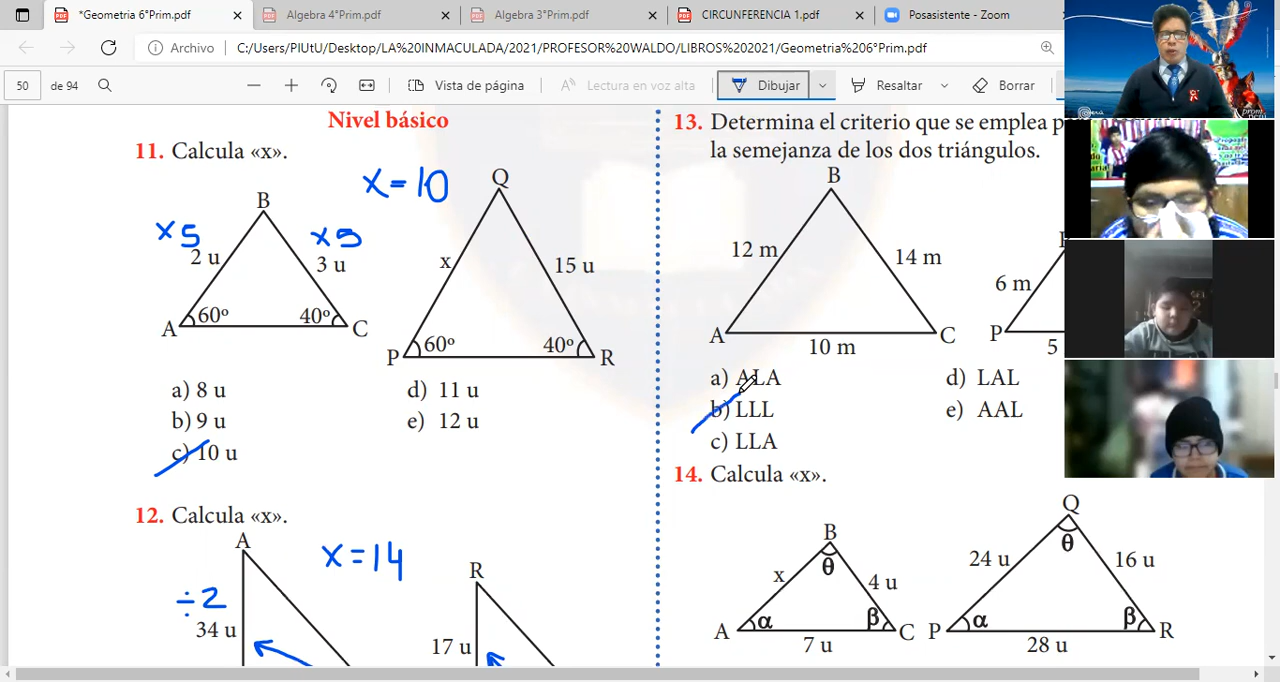 *Geometria 6°Prim.pdf
Algebra 4°Prim.pdf
Algebra 3°Prim.pdf
CIRCUNFERENCIA 1.pdf
Posasistente - Zoom
Archivo
C:/Users/PIUtU/Desktop/LA%20INMACULADA/2021/PROFESOR%20WALDO/LIBROS%202021/Geometria%206°Prim.pdf
50 de 94
Vista de página
Lectura en voz alta
Dibujar
Resaltar
Borrar
Nivel básico
11. Calcula «x».
x=10
B
Q
x5
x5
2 u
3 u
x
15 u
60º
40º
A
C
60º
40º
P
R
a) 8 u
d) 11 u
b) 9 u
e) 12 u
c) 10 u
12. Calcula «x».
A
x=14
R
÷2
34 u
17 u
13. Determina el criterio que se emplea
la semejanza de los dos triángulos.
B
12 m
14 m
6 m
A
C
P
10 m
5
a) ALA
d) LAL
b) LLL
e) AAL
c) LLA
14. Calcula «x».
Q
B
θ
θ
24 u
16 u
x
4 u
α
β
α
β
A
C
P
R
7 u
28 u